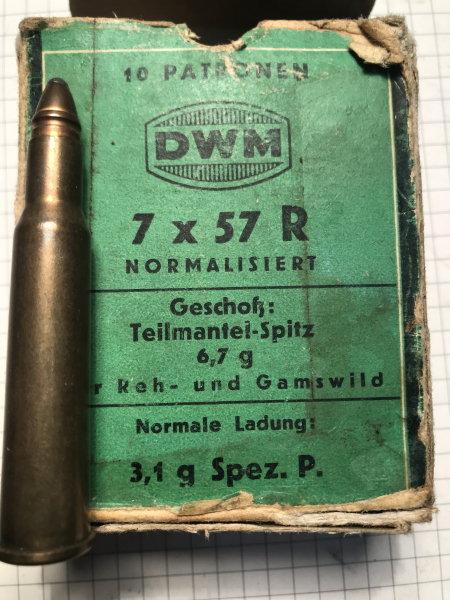 10 PATRONEN
DWM
7 x 57 R
NORMALISIERT
Geschoß:
Teilmantel-Spitz
6,7 g
r Reh- und Gamswild
Normale Ladung:
3,1 g Spez. P.